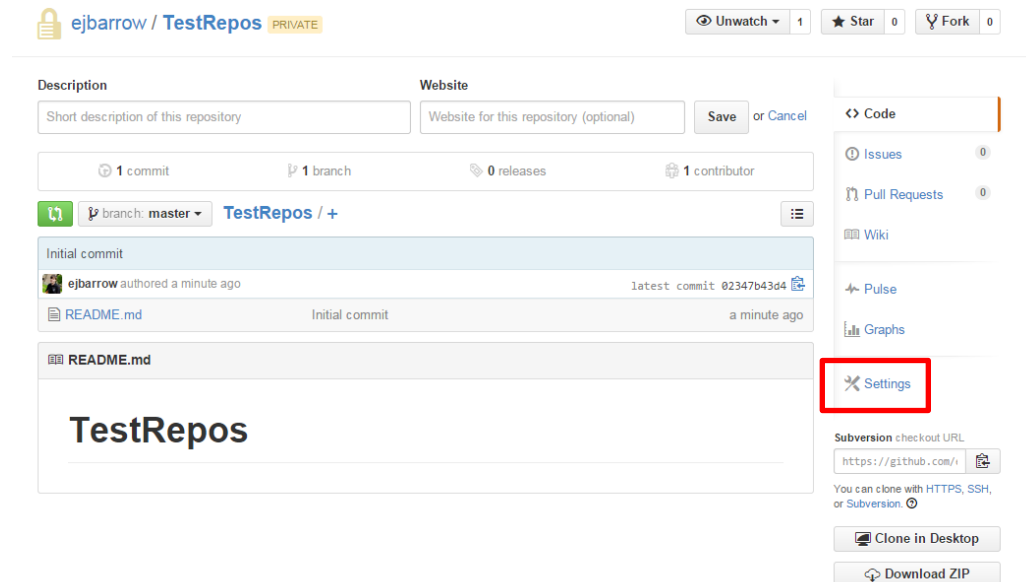 ejbarrow / TestRepos PRIVATE
Unwatch 1 Star 0 Fork 0
Description
Website
Short description of this repository
Website for this repository (optional)
Save or Cancel
1 commit 1 branch 0 releases 1 contributor
branch: master TestRepos / +
Initial commit
ejbarrow authored a minute ago
latest commit 02347b43d4
README.md Initial commit a minute ago
README.md
TestRepos
Code
Issues 0
Pull Requests 0
Wiki
Pulse
Graphs
Settings
Subversion checkout URL
https://github.com/
You can clone with HTTPS, SSH,
or Subversion.
Clone in Desktop
Download ZIP